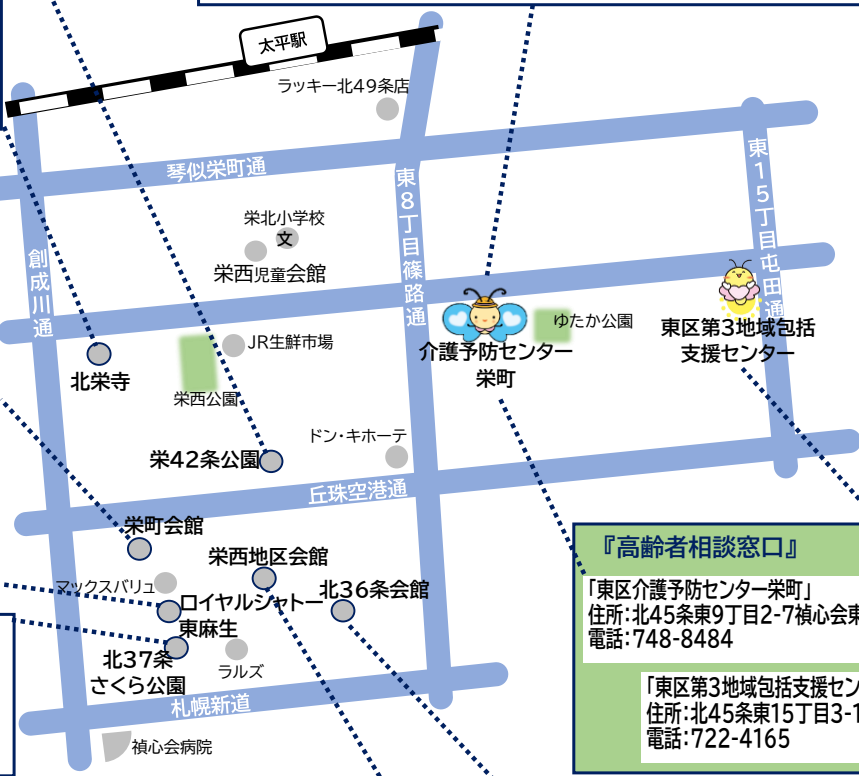 太平駅
ラッキー北49条店
琴似栄町通
東8丁目篠路通
東15丁目屯田通
創成川通
栄北小学校
文
栄西児童会館
JR生鮮市場
北栄寺
栄西公園
介護予防センター
栄町
ゆたか公園
東区第3地域包括
支援センター
ドン・キホーテ
栄42条公園
丘珠空港通
栄町会館
栄西地区会館
マックスバリュ
ロイヤルシャトー
東麻生
北36条会館
北37条
さくら公園
ラルズ
札幌新道
禎心会病院
『高齢者相談窓口』
「東区介護予防センター栄町」
住所:北45条東9丁目2-7禎心会東
電話:748-8484
「東区第3地域包括支援セン
住所:北45条東15丁目3-1
電話:722-4165